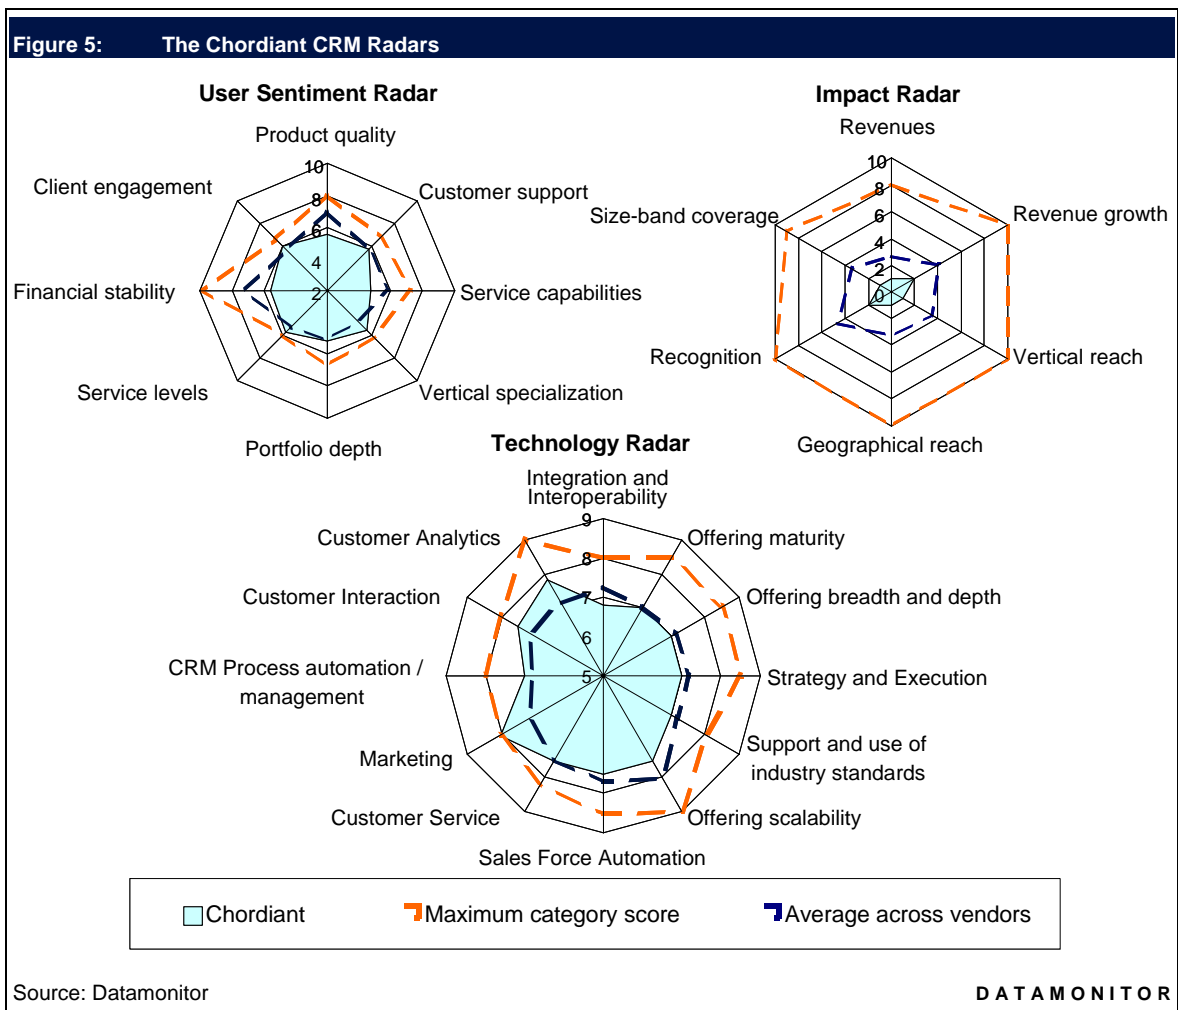 Figure 5: The Chordiant CRM Radars
User Sentiment Radar
Product quality
Client engagement
Customer support
Financial stability
Service capabilities
Service levels
Vertical specialization
Portfolio depth
10
8
6
4
2
Impact Radar
Revenues
Size-band coverage
Revenue growth
Recognition
Vertical reach
Geographical reach
10
8
6
4
2
0
Technology Radar
Integration and
Interoperability
Customer Analytics
Offering maturity
Customer Interaction
Offering breadth and depth
CRM Process automation /
management
Strategy and Execution
Marketing
Support and use of
industry standards
Customer Service
Offering scalability
Sales Force Automation
9
8
7
6
5
Chordiant
Maximum category score
Average across vendors
Source: Datamonitor
DATAMONITOR